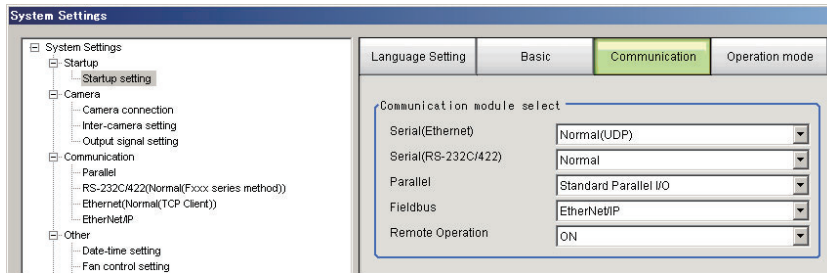 System Settings
System Settings
Startup
Startup setting
Camera
Camera connection
Inter-camera setting
Output signal setting
Communication
Parallel
RS-232C/422(Normal(Fxxx series method))
Ethernet(Normal(TCP Client))
EtherNet/IP
Other
Date-time setting
Fan control setting
Language Setting Basic Communication Operation mode
Communication module select
Serial(Ethernet) Normal(UDP)
Serial(RS-232C/422) Normal
Parallel Standard Parallel I/O
Fieldbus EtherNet/IP
Remote Operation ON